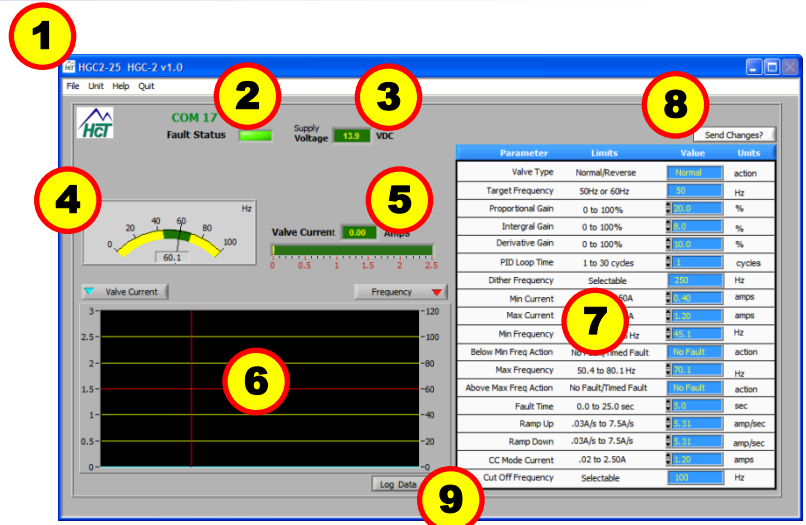 1
HGC2-25 HGC-2 v1.0
File Unit Help Quit
2
3
8
HCT
COM 17
Fault Status
Supply
Voltage 13.9 VDC
Send Changes?
4
5
Hz
0 20 40 60 80 100
60.1
Valve Current 0.00 Amps
0 0.5 1 1.5 2 2.5
Parameter Limits Value Units
Valve Type Normal/Reverse Normal action
Target Frequency 50Hz or 60Hz 50 Hz
Proportional Gain 0 to 100% 20.0 %
Intergral Gain 0 to 100% 8.0 %
Derivative Gain 0 to 100% 10.0 %
PID Loop Time 1 to 30 cycles 1 cycles
Dither Frequency Selectable 250 Hz
Min Current 50A 0.40 amps
Max Current A 1.20 amps
Min Frequency Hz 45.1 Hz
Below Min Freq Action No Fault/Timed Fault No Fault action
Max Frequency 50.4 to 80.1 Hz 70.1 Hz
Above Max Freq Action No Fault/Timed Fault No Fault action
Fault Time 0.0 to 25.0 sec 5.0 sec
Ramp Up .03A/s to 7.5A/s 5.31 amp/sec
Ramp Down .03A/s to 7.5A/s 5.31 amp/sec
CC Mode Current .02 to 2.50A 1.20 amps
Cut Off Frequency Selectable 100 Hz
7
Valve Current
Frequency
3 120
2.5 100
2 80
1.5 60
1 40
0.5 20
0 0
6
Log Data
9